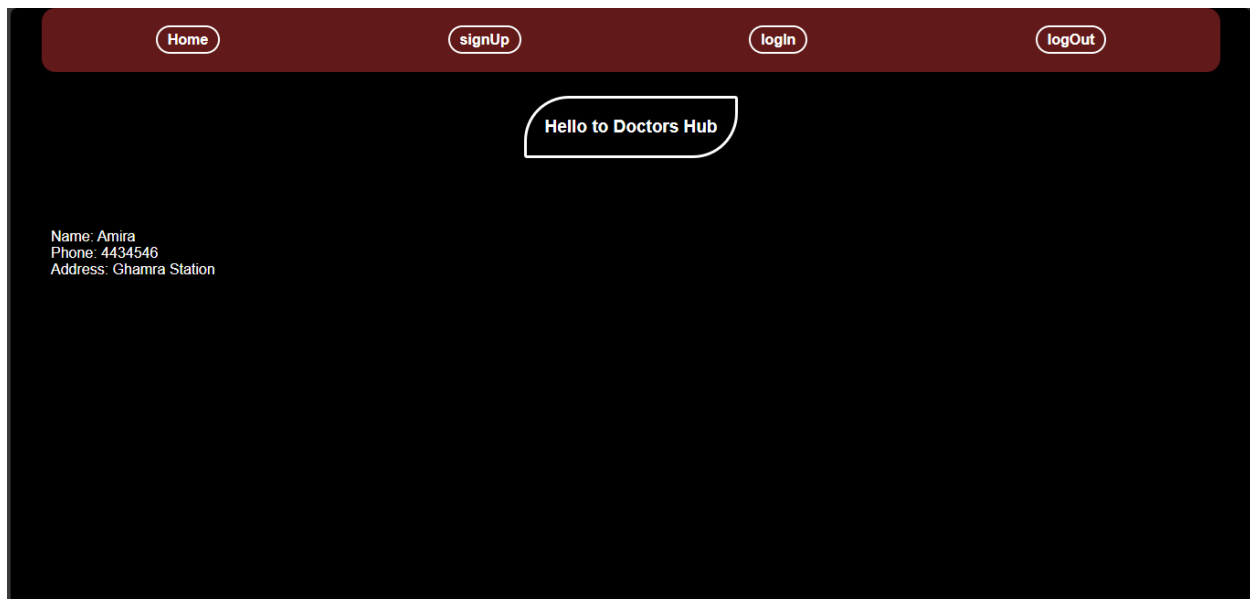 Home signUp logIn logOut
Hello to Doctors Hub
Name: Amira
Phone: 4434546
Address: Ghamra Station